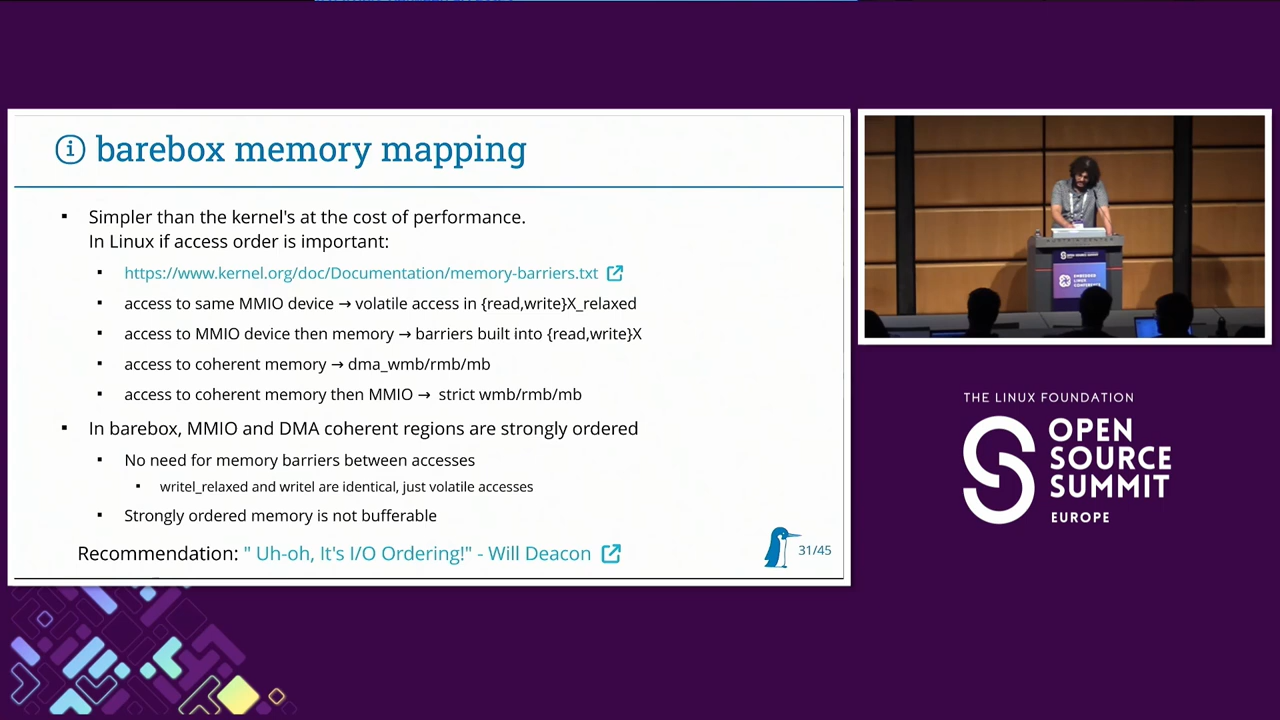 barebox memory mapping
Simpler than the kernel's at the cost of performance.
In Linux if access order is important:
https://www.kernel.org/doc/Documentation/memory-barriers.txt
access to same MMIO device → volatile access in {read,write}X_relaxed
access to MMIO device then memory → barriers built into {read,write}X
access to coherent memory → dma_wmb/rmb/mb
access to coherent memory then MMIO → strict wmb/rmb/mb
In barebox, MMIO and DMA coherent regions are strongly ordered
No need for memory barriers between accesses
writel_relaxed and writel are identical, just volatile accesses
Strongly ordered memory is not bufferable
Recommendation: " Uh-oh, It's I/O Ordering!" - Will Deacon
31/45
THE LINUX FOUNDATION
OPEN
SOURCE
SUMMIT
EUROPE
EMBEDDED
LINUX
CONFERENCE